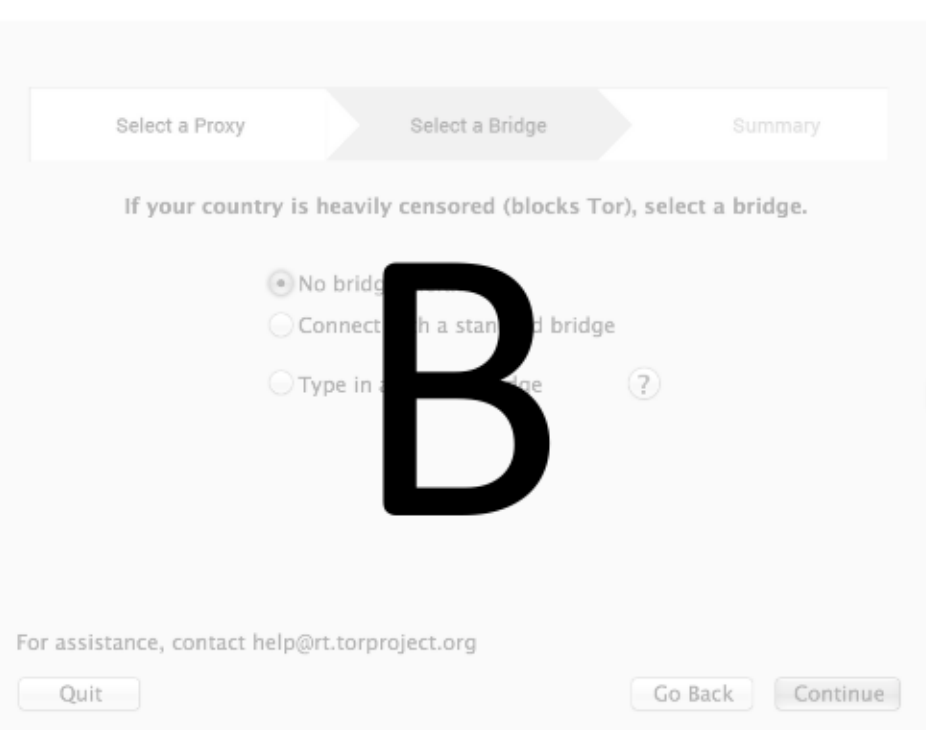 Select a Proxy Select a Bridge Summary
If your country is heavily censored (blocks Tor), select a bridge.
No
Connect a bridge
Type in
B
?
For assistance, contact help@rt.torproject.org
Quit Go Back Continue